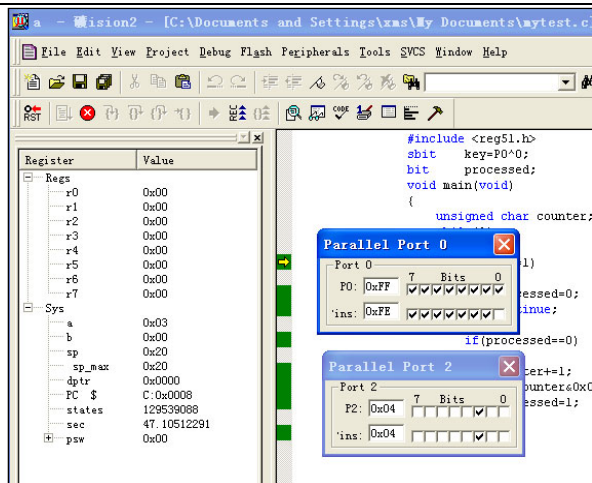 a - 礦ision2 - [C:\Documents and Settings\xms\My Documents\mytest.c]
File Edit View Project Debug Flash Peripherals Tools SVCS Window Help
RST
REC
CODE
Register Value
Regs
r0 0x00
r1 0x00
r2 0x00
r3 0x00
r4 0x00
r5 0x00
r6 0x00
r7 0x00
Sys
a 0x03
b 0x00
sp 0x20
sp_max 0x20
dptr 0x0000
PC $ C:0x0008
states 129539088
sec 47.10512291
psw 0x00
#include <reg51.h>
sbit key=P0^0;
bit processed;
void main(void)
{
unsigned char counter;
=1)
cessed=0;
tinue;
if(processed==0)
ter+=1;
ounter&0x0
essed=1;
Parallel Port 0
Port 0
7 Bits 0
P0: 0xFF
'ins: 0xFE
Parallel Port 2
Port 2
7 Bits 0
P2: 0x04
'ins: 0x04